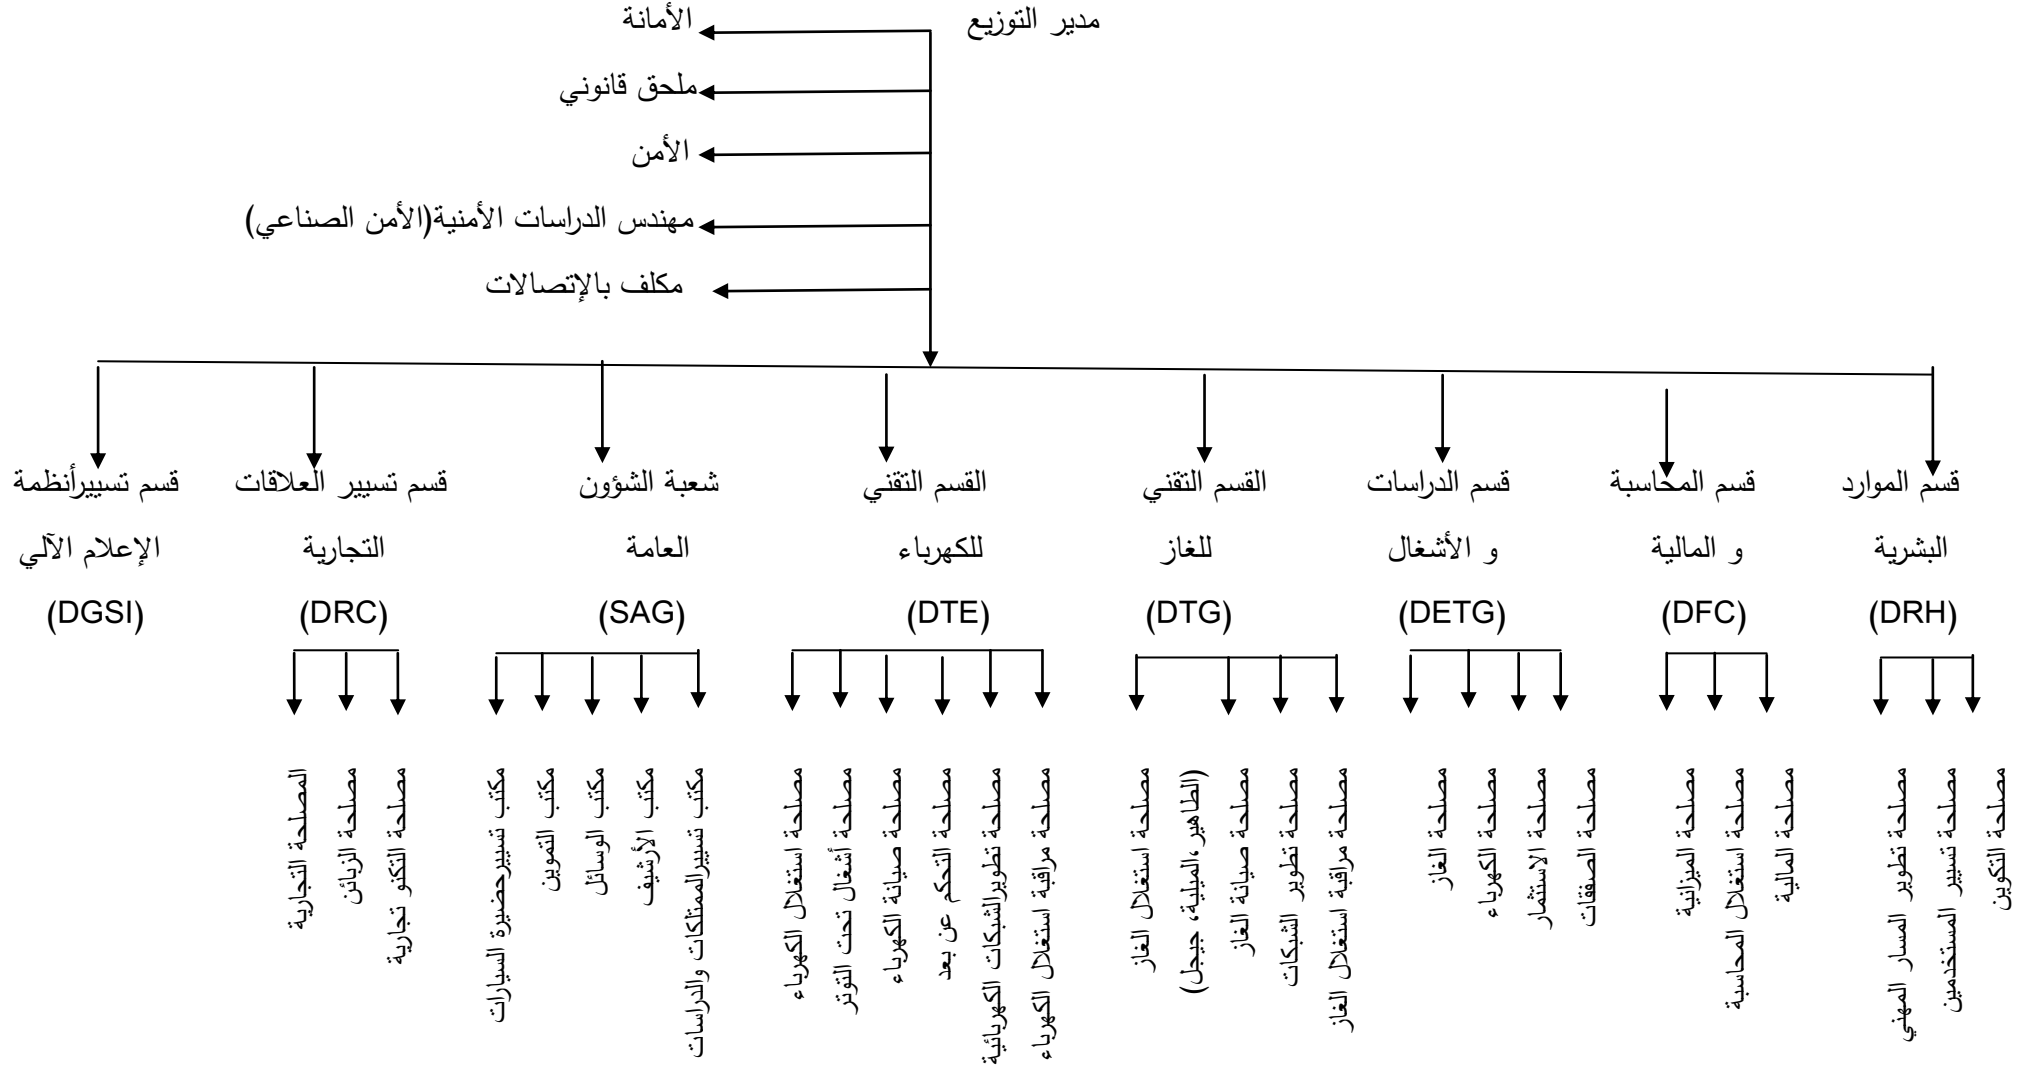 مدير التوزيع
الأمانة
ملحق قانوني
الأمن
مهندس الدراسات الأمنية(الأمن الصناعي)
مكلف بالإتصالات
قسم الموارد
البشرية
(DRH)
قسم المحاسبة
و المالية
(DFC)
قسم الدراسات
و الأشغال
(DETG)
القسم التقني
للغاز
(DTG)
القسم التقني
للكهرباء
(DTE)
شعبة الشؤون
العامة
(SAG)
قسم تسيير العلاقات
التجارية
(DRC)
قسم تسييرأنظمة
الإعلام الآلي
(DGSI)
مصلحة التكوين
مصلحة تسيير المستخدمين
مصلحة تطوير المسار المهني
مصلحة المالية
مصلحة استغلال المحاسبة
مصلحة الميزانية
مصلحة الصفقات
مصلحة الاستثمار
مصلحة الكهرباء
مصلحة الغاز
مصلحة مراقبة استغلال الغاز
مصلحة تطوير الشبكات
مصلحة صيانة الغاز
(الطاهير،الميلية، جيجل)
مصلحة استغلال الغاز
مصلحة مراقبة استغلال الكهرباء
مصلحة تطويرالشبكات الكهربائية
مصلحة التحكم عن بعد
مصلحة صيانة الكهرباء
مصلحة أشغال تحت التوتر
مصلحة استغلال الكهرباء
مكتب تسييرالممتلكات والدراسات
مكتب الأرشيف
مكتب الوسائل
مكتب التموين
مكتب تسييرحضيرة السيارات
مصلحة التكنو تجارية
مصلحة الزبائن
المصلحة التجارية